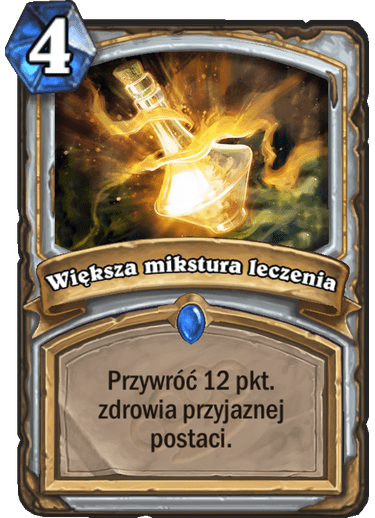 4
Większa mikstura leczenia
Przywróć 12 pkt.
zdrowia przyjaznej
postaci.